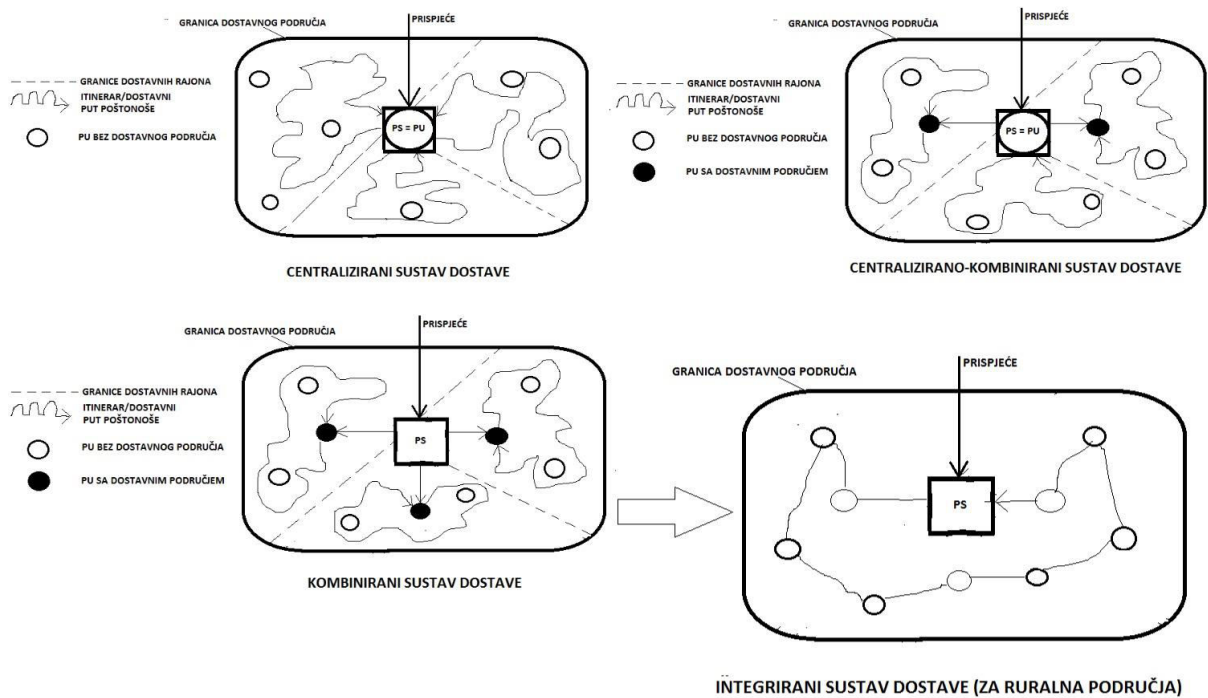 PRISPJEĆE
GRANICA DOSTAVNOG PODRUČJA
GRANICE DOSTAVNIH RAJONA
ITINERAR/DOSTAVNI
PUT POŠTONOŠE
PU BEZ DOSTAVNOG PODRUČJA
PS = PU
CENTRALIZIRANI SUSTAV DOSTAVE
PRISPJEĆE
GRANICA DOSTAVNOG PODRUČJA
GRANICE DOSTAVNIH RAJONA
ITINERAR/DOSTAVNI
PUT POŠTONOŠE
PU BEZ DOSTAVNOG PODRUČJA
PU SA DOSTAVNIM PODRUČJEM
PS = PU
CENTRALIZIRANO-KOMBINIRANI SUSTAV DOSTAVE
PRISPJEĆE
GRANICA DOSTAVNOG PODRUČJA
GRANICE DOSTAVNIH RAJONA
ITINERAR/DOSTAVNI
PUT POŠTONOŠE
PU BEZ DOSTAVNOG PODRUČJA
PU SA DOSTAVNIM PODRUČJEM
PS
KOMBINIRANI SUSTAV DOSTAVE
PRISPJEĆE
GRANICA DOSTAVNOG PODRUČJA
PS
INTEGRIRANI SUSTAV DOSTAVE (ZA RURALNA PODRUČJA)